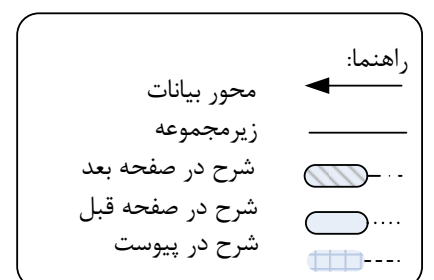 راهنما:
محور بیانات
زیرمجموعه
شرح در صفحه بعد
شرح در صفحه قبل
شرح در پیوست